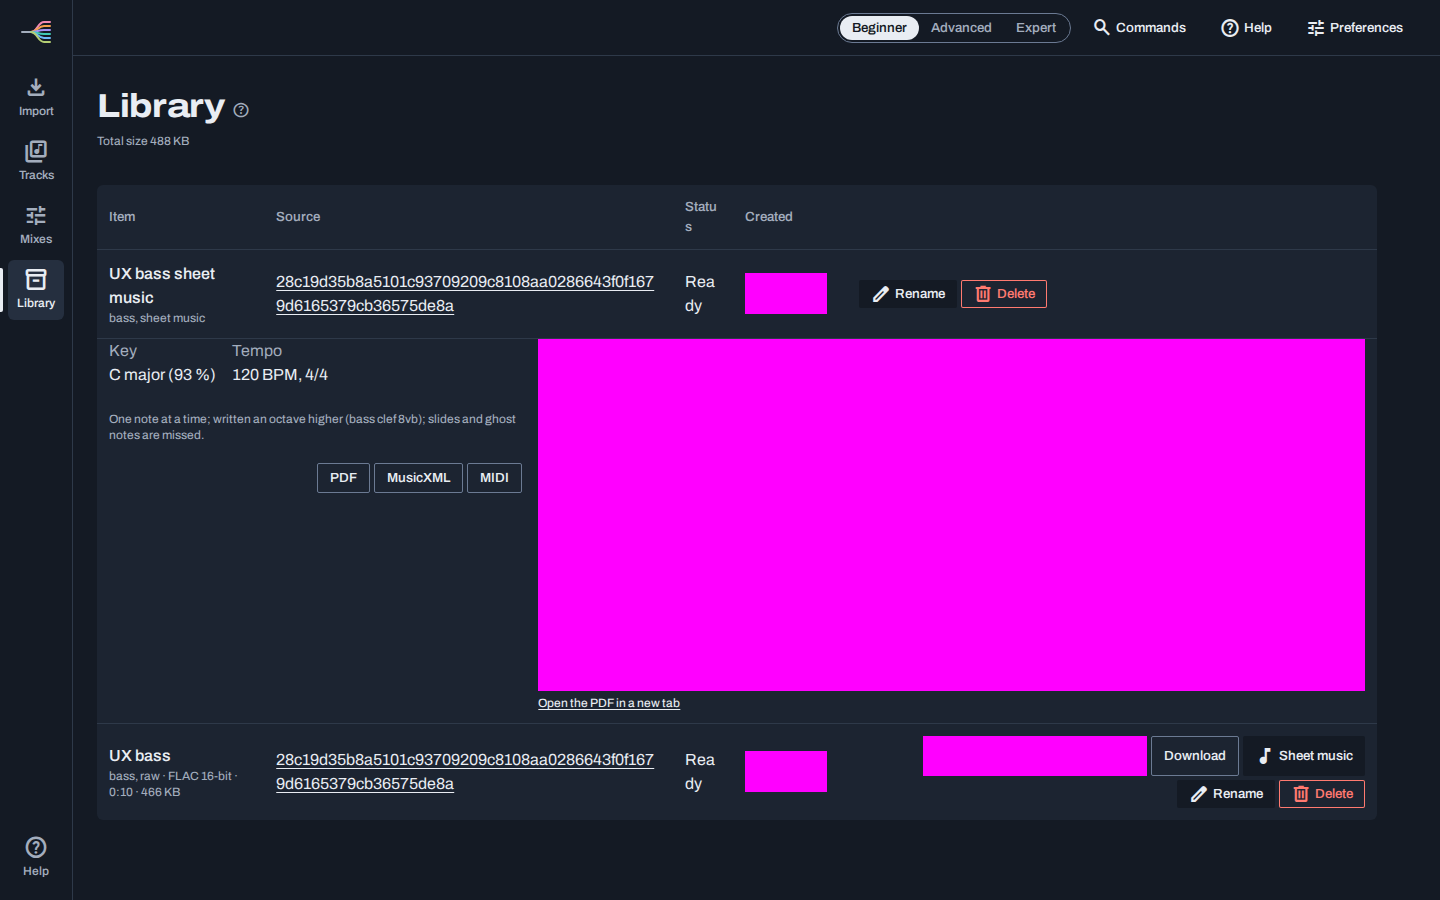 Beginner Advanced Expert Commands Help Preferences
Import
Tracks
Mixes
Library
Help
Library
Total size 488 KB
Item Source Status Created
UX bass sheet music
bass, sheet music
28c19d35b8a5101c93709209c8108aa0286643f0f167
9d6165379cb36575de8a
Rea
dy
Rename Delete
Key Tempo
C major (93 %) 120 BPM, 4/4
One note at a time; written an octave higher (bass clef 8vb); slides and ghost
notes are missed.
PDF MusicXML MIDI
Open the PDF in a new tab
UX bass
bass, raw · FLAC 16-bit ·
0:10 · 466 KB
28c19d35b8a5101c93709209c8108aa0286643f0f167
9d6165379cb36575de8a
Rea
dy
Download Sheet music
Rename Delete